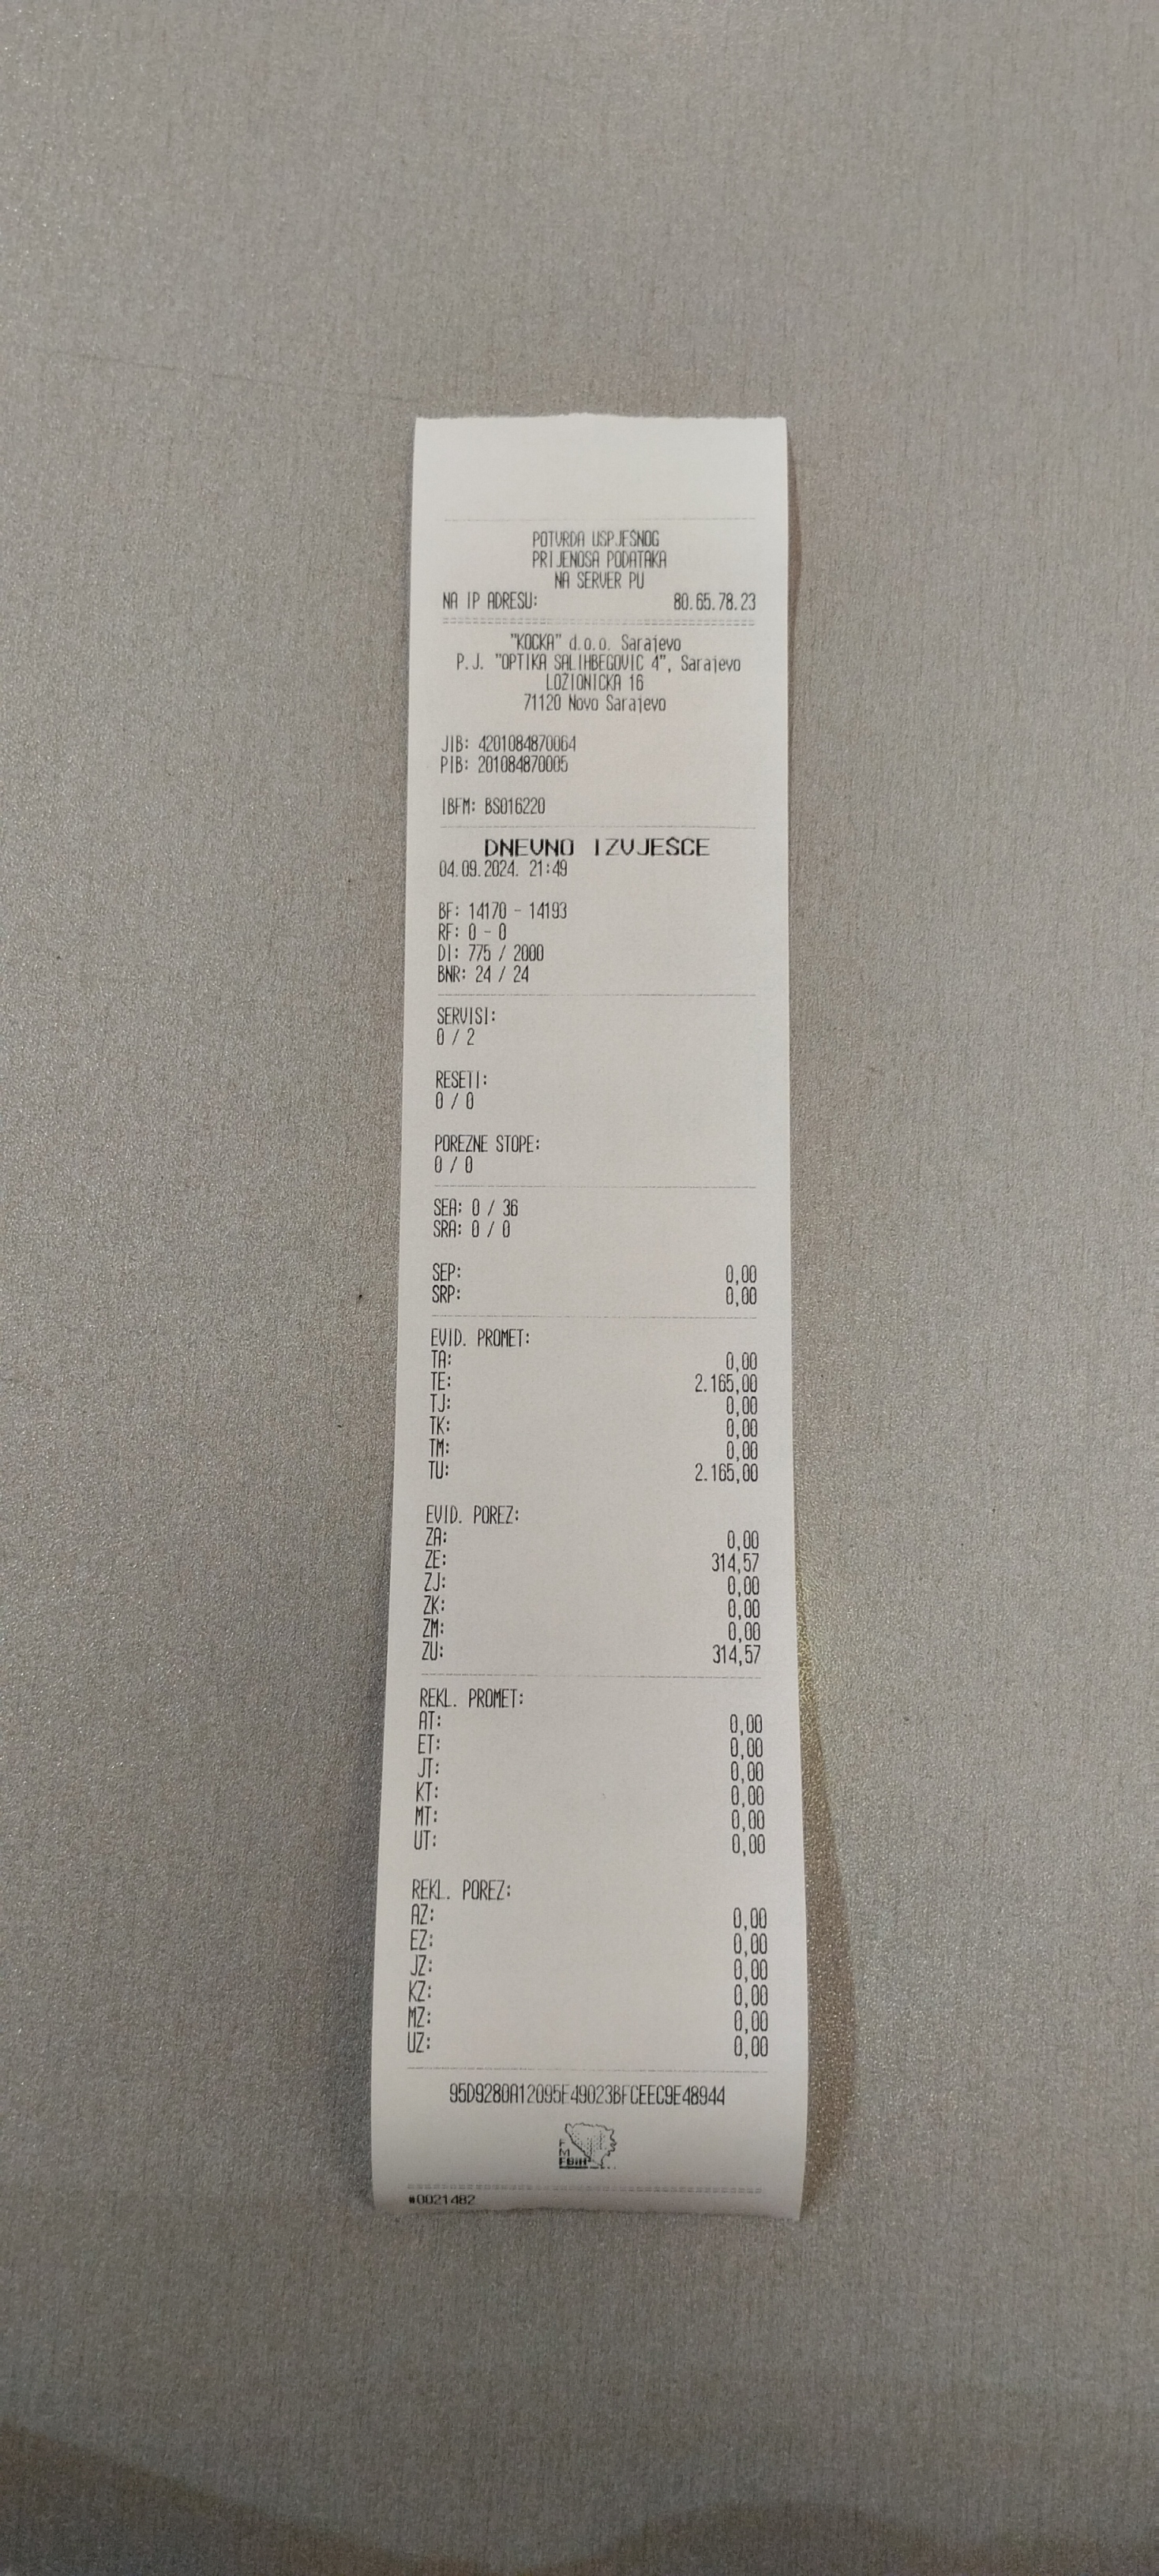 POTVRDA USPJEŠNOG
PRIJENOSA PODATAKA
NA SERVER PU
NA IP ADRESU: 80.65.78.23
"KOCKA" d.o.o. Sarajevo
P.J. "OPTIKA SALIHBEGOVIC 4", Sarajevo
LOZIONICKA 16
71120 Novo Sarajevo
JIB: 4201084870064
PIB: 201084870005
IBFM: BS016220
DNEVNO IZVJEŠCE
04.09.2024. 21:49
BF: 14170 - 14193
RF: 0 - 0
DI: 775 / 2000
BNR: 24 / 24
SERVISI:
0 / 2
RESETI:
0 / 0
POREZNE STOPE:
0 / 0
SEA: 0 / 36
SRA: 0 / 0
SEP: 0,00
SRP: 0,00
EVID. PROMET:
TA: 0,00
TE: 2.165,00
TJ: 0,00
TK: 0,00
TM: 0,00
TU: 2.165,00
EVID. POREZ:
ZA: 0,00
ZE: 314,57
ZJ: 0,00
ZK: 0,00
ZM: 0,00
ZU: 314,57
REKL. PROMET:
AT: 0,00
ET: 0,00
JT: 0,00
KT: 0,00
MT: 0,00
UT: 0,00
REKL. POREZ:
AZ: 0,00
EZ: 0,00
JZ: 0,00
KZ: 0,00
MZ: 0,00
UZ: 0,00
95D9280A12095F49023BFCEEC9E48944
F
M
FBiH
#0021482